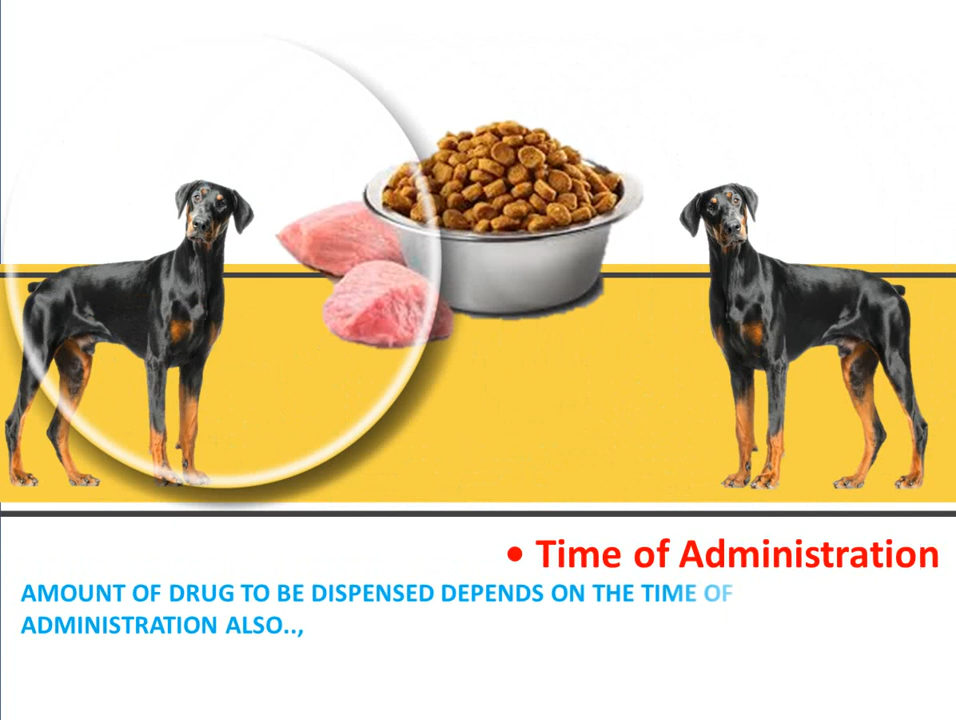 • Time of Administration
AMOUNT OF DRUG TO BE DISPENSED DEPENDS ON THE TIME OF
ADMINISTRATION ALSO..,